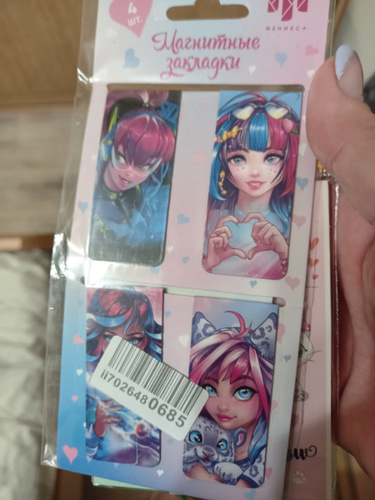 4
шт.
ФЕНИКС+
Магнитные
закладки
ii7026480685